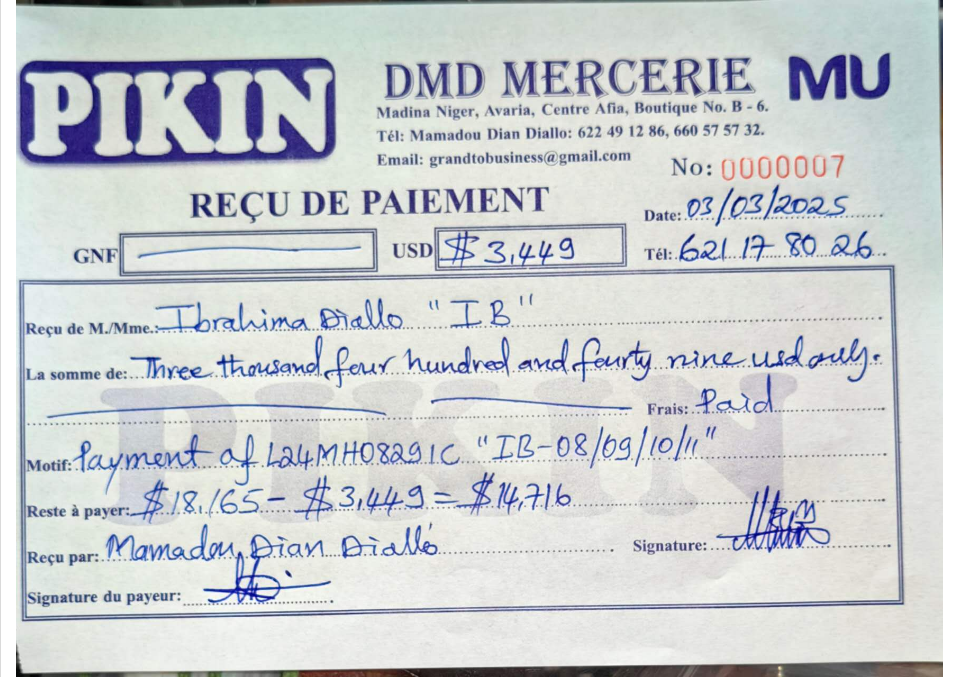 PIKIN
DMD MERCERIE
MU
Madina Niger, Avaria, Centre Afia, Boutique No. B - 6.
Tél: Mamadou Dian Diallo: 622 49 12 86, 660 57 57 32.
Email: grandtobusiness@gmail.com
No: 0000007
REÇU DE PAIEMENT
Date: 03/03/2025
GNF
USD $3,449
Tél: 621 17 80 26
Reçu de M./Mme.: Ibrahima Diallo "IB"
La somme de: Three thousand four hundred and fourty nine usd only.
Frais: Paid
Motif: Payment of L24MH08291C "IB-08/09/10/11"
Reste à payer: $18,165 - $3,449 = $14,716
Reçu par: Mamadou Dian Diallo
Signature:
Signature du payeur:
PIKIN